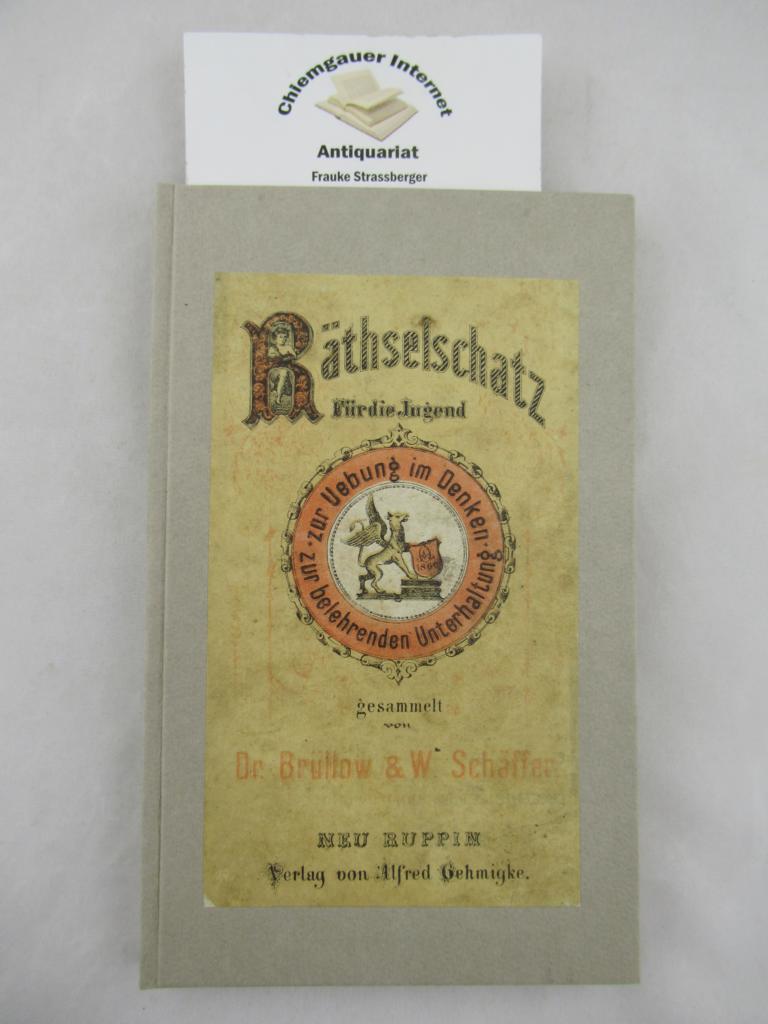 Chiemgauer Internet
Antiquariat
Frauke Strassberger
Räthselschatz
Für die Jugend
· zur Uebung im Denken ·
zur belehrenden Unterhaltung
1860
gesammelt
von
Dr. Brüllow & W. Schäffer.
NEU RUPPIN
Verlag von Alfred Oehmigke.